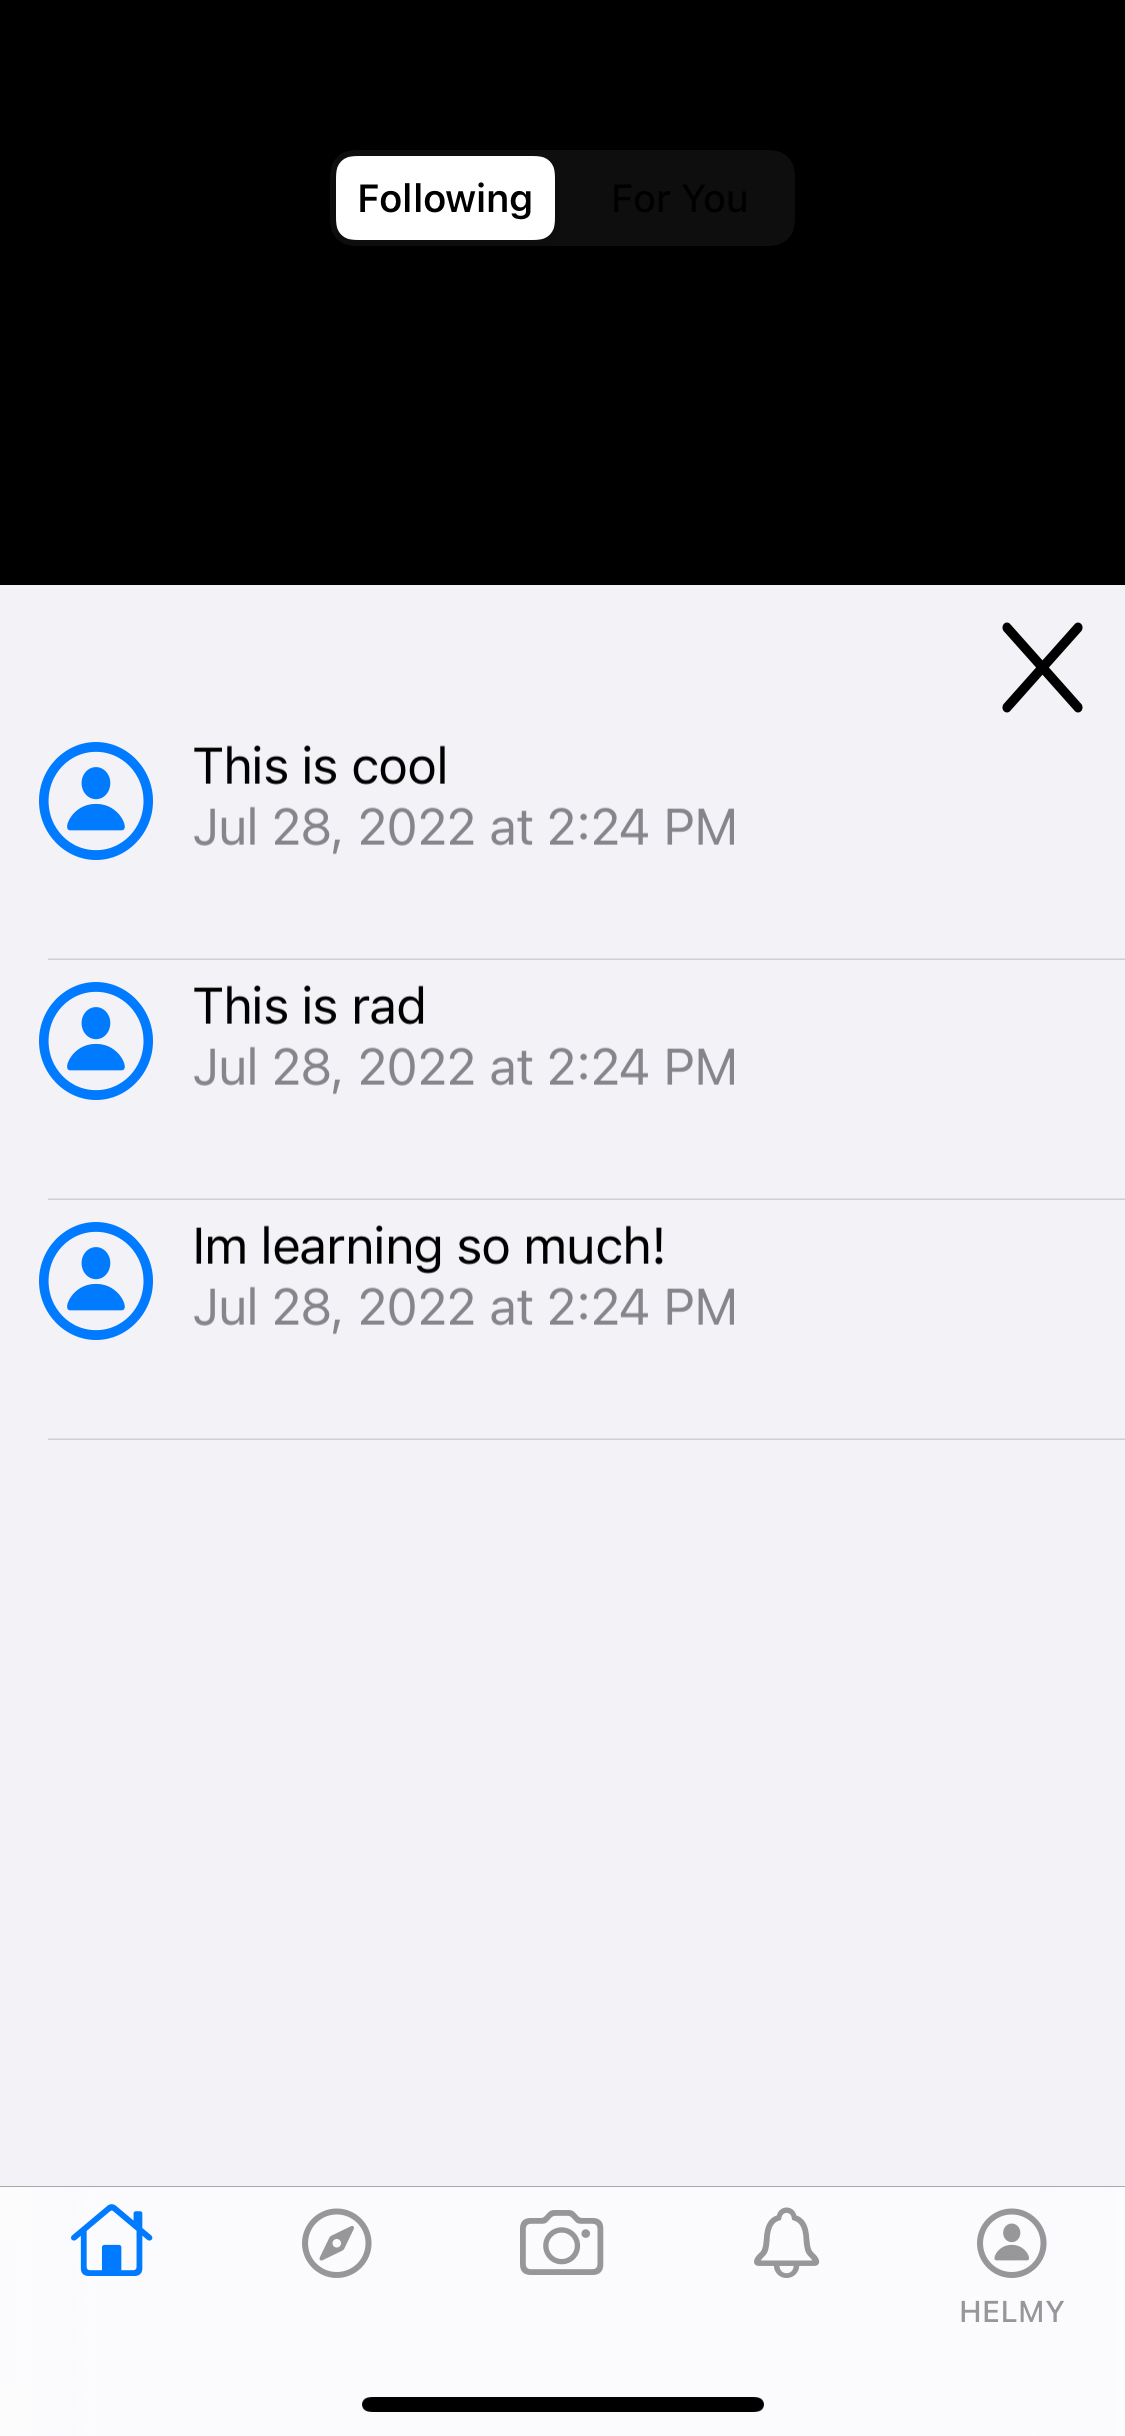 Following
For You
This is cool
Jul 28, 2022 at 2:24 PM
This is rad
Jul 28, 2022 at 2:24 PM
Im learning so much!
Jul 28, 2022 at 2:24 PM
HELMY